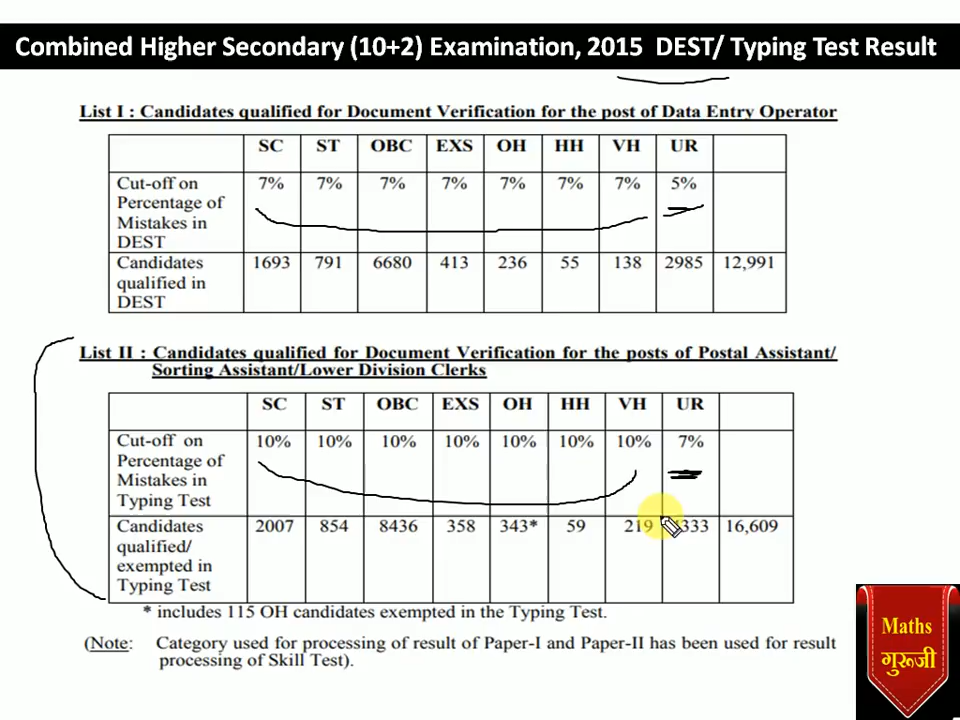 Combined Higher Secondary (10+2) Examination, 2015 DEST/ Typing Test Result
List I : Candidates qualified for Document Verification for the post of Data Entry Operator
SC ST OBC EXS OH HH VH UR
Cut-off on 7% 7% 7% 7% 7% 7% 7% 5%
Percentage of
Mistakes in
DEST
Candidates 1693 791 6680 413 236 55 138 2985 12,991
qualified in
DEST
List II : Candidates qualified for Document Verification for the posts of Postal Assistant/
Sorting Assistant/Lower Division Clerks
SC ST OBC EXS OH HH VH UR
Cut-off on 10% 10% 10% 10% 10% 10% 10% 7%
Percentage of
Mistakes in
Typing Test
Candidates 2007 854 8436 358 343* 59 219 16,609
qualified/
exempted in
Typing Test
* includes 115 OH candidates exempted in the Typing Test.
(Note: Category used for processing of result of Paper-I and Paper-II has been used for result
processing of Skill Test).
Maths
गुरूजी